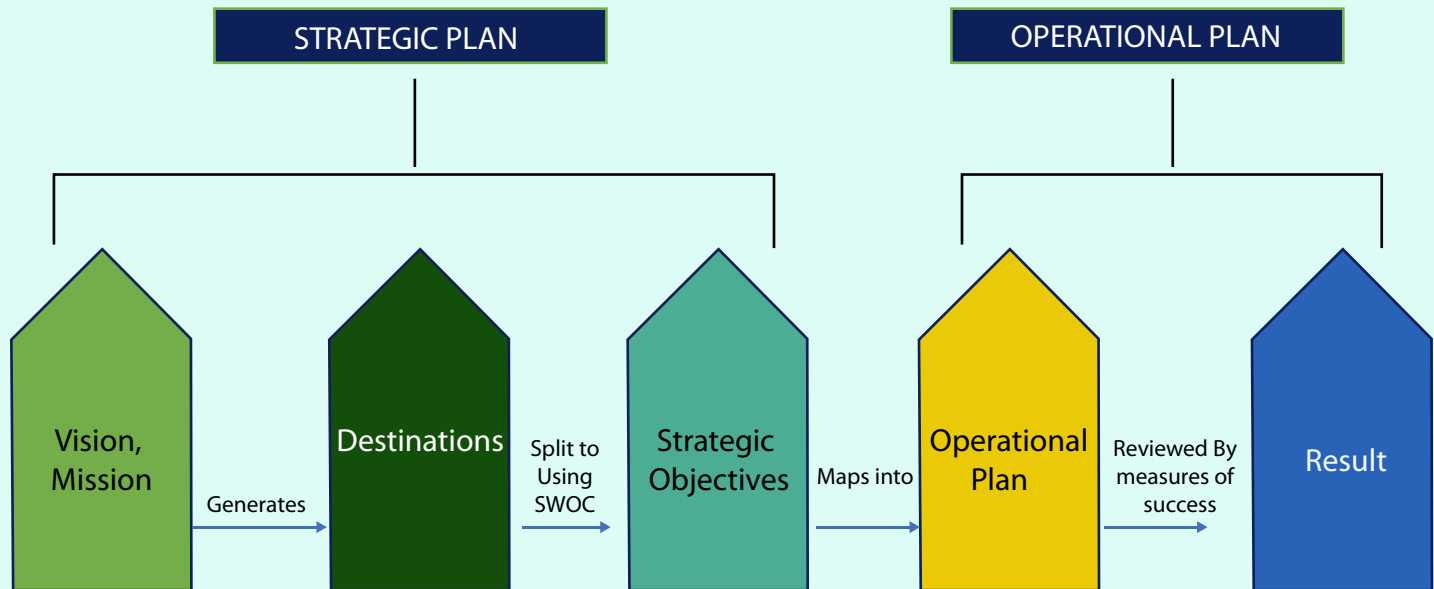 STRATEGIC PLAN
OPERATIONAL PLAN
Vision,
Mission
Generates
Destinations
Split to
Using
SWOC
Strategic
Objectives
Maps into
Operational
Plan
Reviewed By
measures of
success
Result